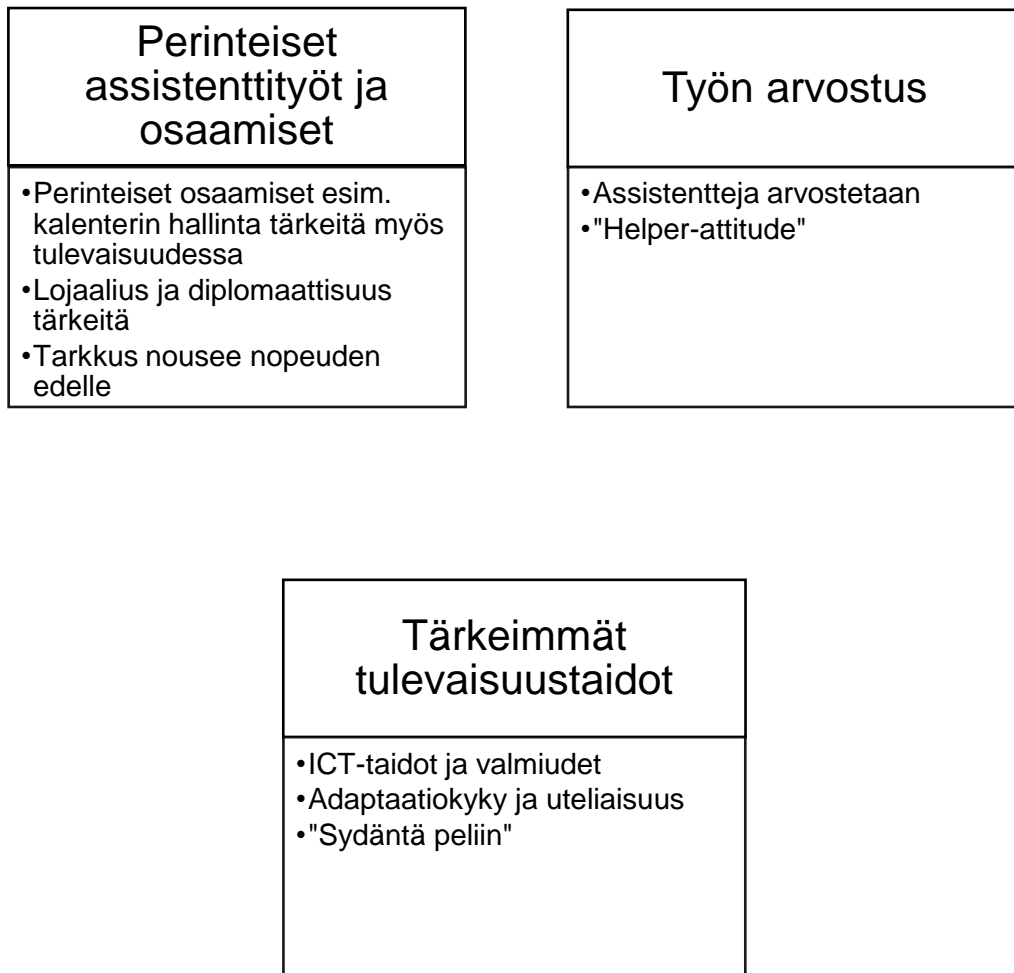 Perinteiset
assistenttityöt ja
osaamiset
•Perinteiset osaamiset esim.
kalenterin hallinta tärkeitä myös
tulevaisuudessa
•Lojaalius ja diplomaattisuus
tärkeitä
•Tarkkus nousee nopeuden
edelle
Työn arvostus
•Assistentteja arvostetaan
•"Helper-attitude"
Tärkeimmät
tulevaisuustaidot
•ICT-taidot ja valmiudet
•Adaptaatiokyky ja uteliaisuus
•"Sydäntä peliin"